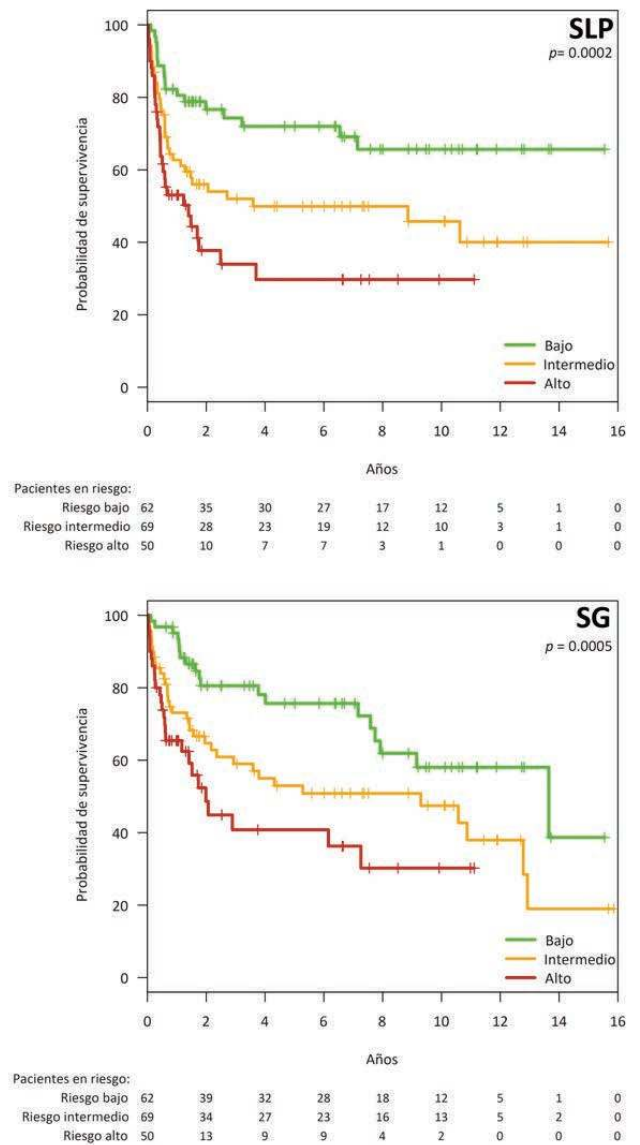 SLP
p= 0.0002
100
80
60
40
20
0
Probabilidad de supervivencia
Bajo
Intermedio
Alto
0 2 4 6 8 10 12 14 16
Años
Pacientes en riesgo:
Riesgo bajo 62 35 30 27 17 12 5 1 0
Riesgo intermedio 69 28 23 19 12 10 3 1 0
Riesgo alto 50 10 7 7 3 1 0 0 0
SG
p = 0.0005
100
80
60
40
20
0
Probabilidad de supervivencia
Bajo
Intermedio
Alto
0 2 4 6 8 10 12 14 16
Años
Pacientes en riesgo:
Riesgo bajo 62 39 32 28 18 12 5 1 0
Riesgo intermedio 69 34 27 23 16 13 5 2 0
Riesgo alto 50 13 9 9 4 2 0 0 0